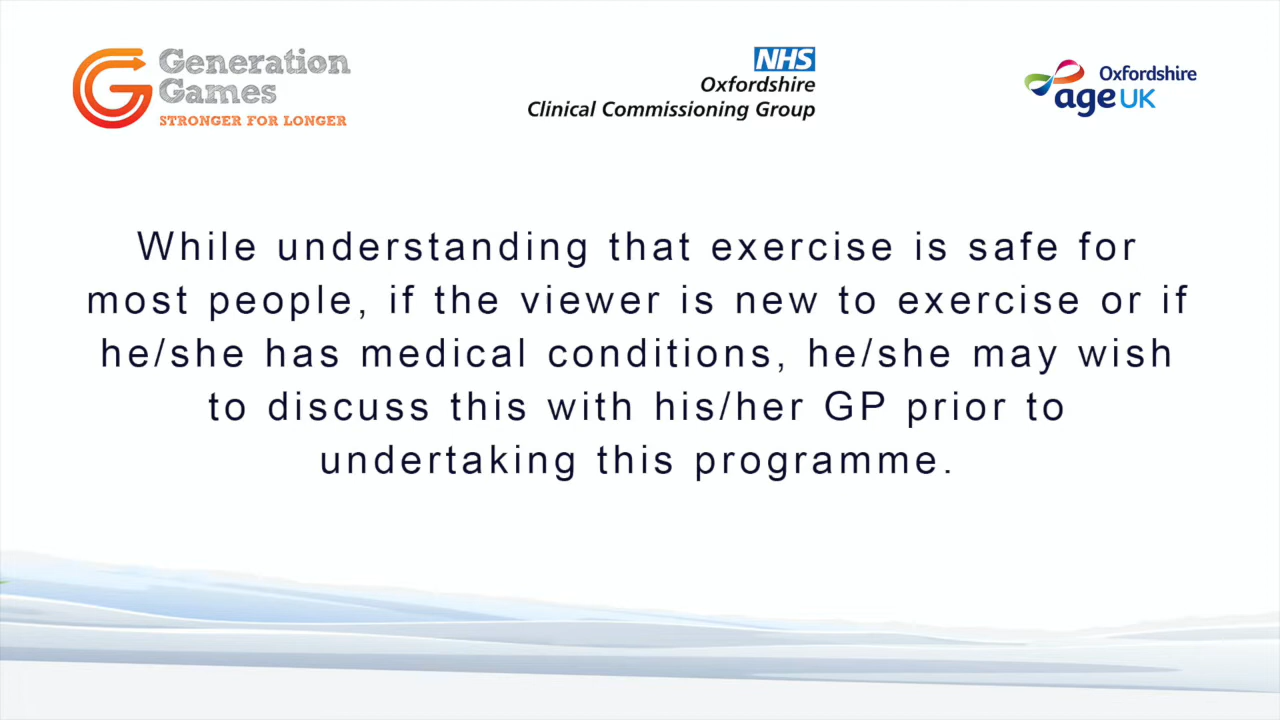 Generation
Games
STRONGER FOR LONGER
NHS
Oxfordshire
Clinical Commissioning Group
Oxfordshire
age UK
While understanding that exercise is safe for
most people, if the viewer is new to exercise or if
he/she has medical conditions, he/she may wish
to discuss this with his/her GP prior to
undertaking this programme.